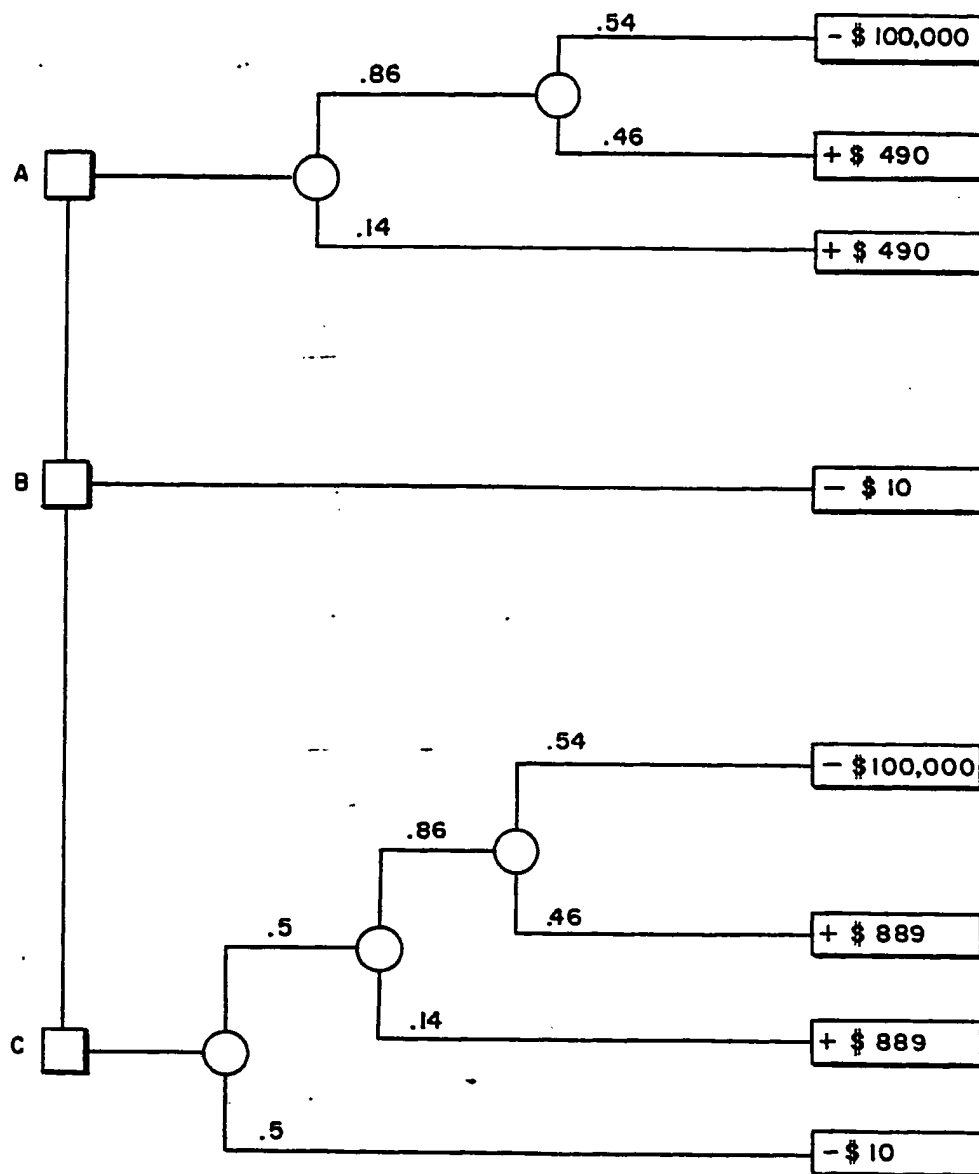 .54
− $ 100,000
.86
.46
+ $ 490
A
.14
+ $ 490
B
− $ 10
.54
− $100,000
.86
.46
+ $ 889
.5
.14
+ $ 889
C
.5
− $ 10